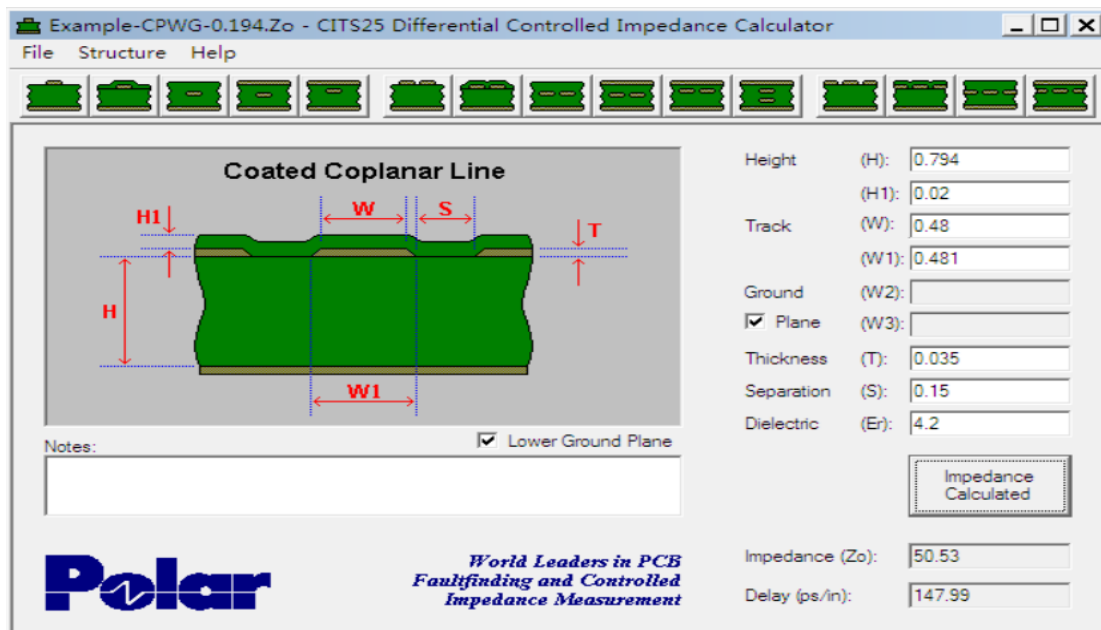 Example-CPWG-0.194.Zo - CITS25 Differential Controlled Impedance Calculator
File Structure Help
Coated Coplanar Line
H1 W S T
H
W1
Height (H): 0.794
(H1): 0.02
Track (W): 0.48
(W1): 0.481
Ground (W2):
Plane (W3):
Thickness (T): 0.035
Separation (S): 0.15
Dielectric (Er): 4.2
Notes: Lower Ground Plane
Impedance
Calculated
Polar
World Leaders in PCB
Faultfinding and Controlled
Impedance Measurement
Impedance (Zo): 50.53
Delay (ps/in): 147.99